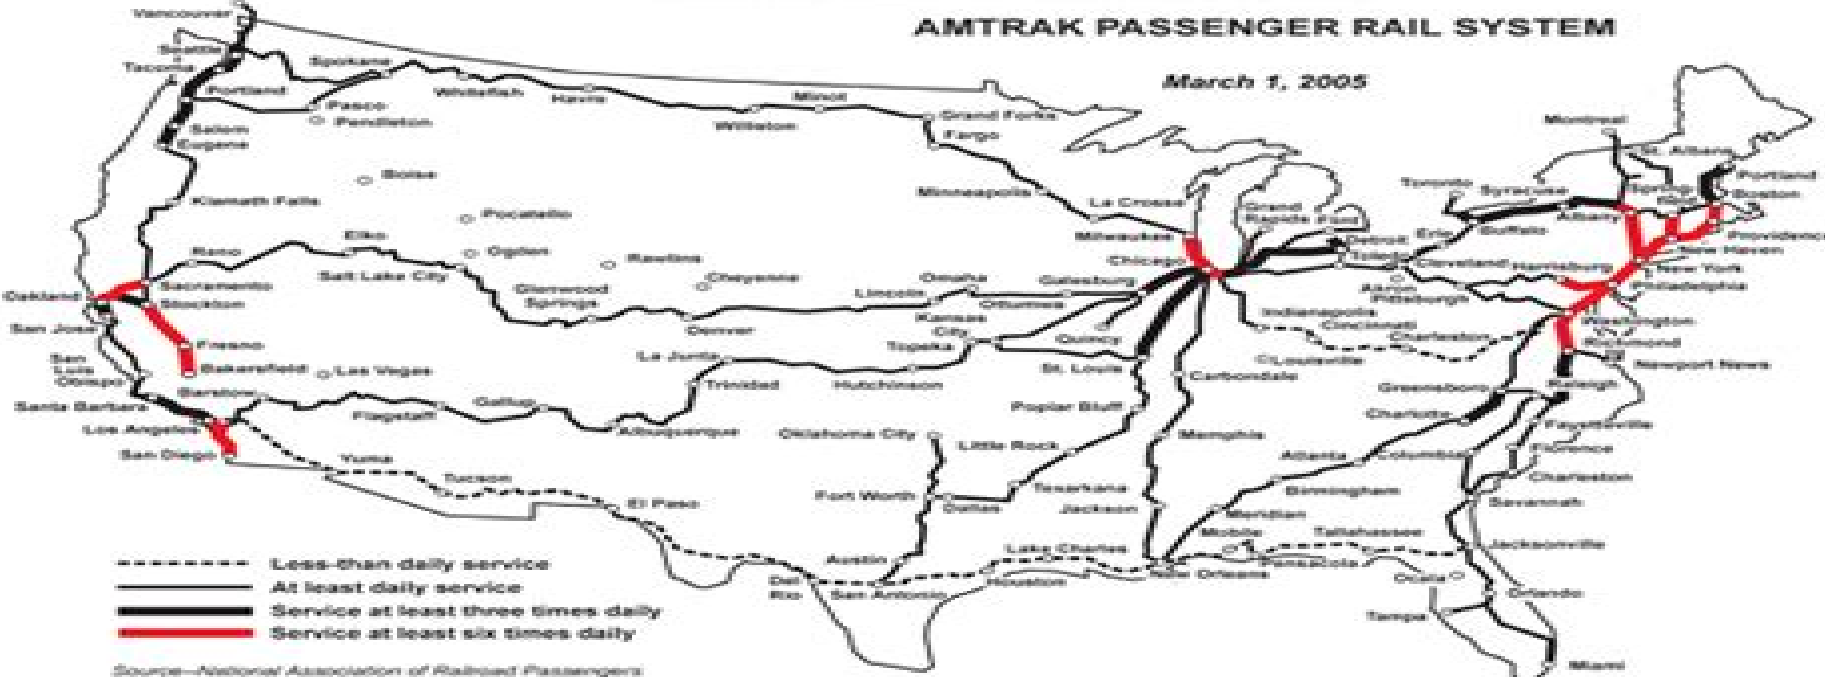 AMTRAK PASSENGER RAIL SYSTEM
March 1, 2005
Vancouver
Seattle
Tacoma
Portland
Spokane
Pasco
Pendleton
Whitefish
Havre
Williston
Minot
Grand Forks
Fargo
Salem
Eugene
Boise
Klamath Falls
Pocatello
Ogden
Rawlins
Cheyenne
Minneapolis
La Crosse
Milwaukee
Chicago
Grand
Rapids
Flint
Detroit
Toledo
Toronto
Syracuse
Montreal
St. Albans
Spring-
field
Portland
Boston
Albany
Buffalo
Erie
Providence
New Haven
New York
Philadelphia
Cleveland
Harrisburg
Akron
Pittsburgh
Washington
Richmond
Newport News
Reno
Elko
Salt Lake City
Glenwood
Springs
Denver
Lincoln
Omaha
Ottumwa
Galesburg
Kansas
City
Quincy
Topeka
Indianapolis
Cincinnati
Charleston
Louisville
Oakland
Sacramento
Stockton
San Jose
Fresno
San
Luis
Obispo
Bakersfield
Las Vegas
La Junta
Trinidad
Hutchinson
St. Louis
Carbondale
Greensboro
Raleigh
Santa Barbara
Barstow
Los Angeles
San Diego
Flagstaff
Gallup
Albuquerque
Oklahoma City
Poplar Bluff
Little Rock
Memphis
Charlotte
Fayetteville
Atlanta
Columbia
Florence
Charleston
Yuma
Tucson
El Paso
Fort Worth
Dallas
Texarkana
Jackson
Birmingham
Meridian
Savannah
Mobile
Tallahassee
Jacksonville
Austin
Lake Charles
Del
Rio
San Antonio
Houston
New Orleans
Pensacola
Ocala
Orlando
Tampa
Miami
Less-than daily service
At least daily service
Service at least three times daily
Service at least six times daily
Source--National Association of Railroad Passengers